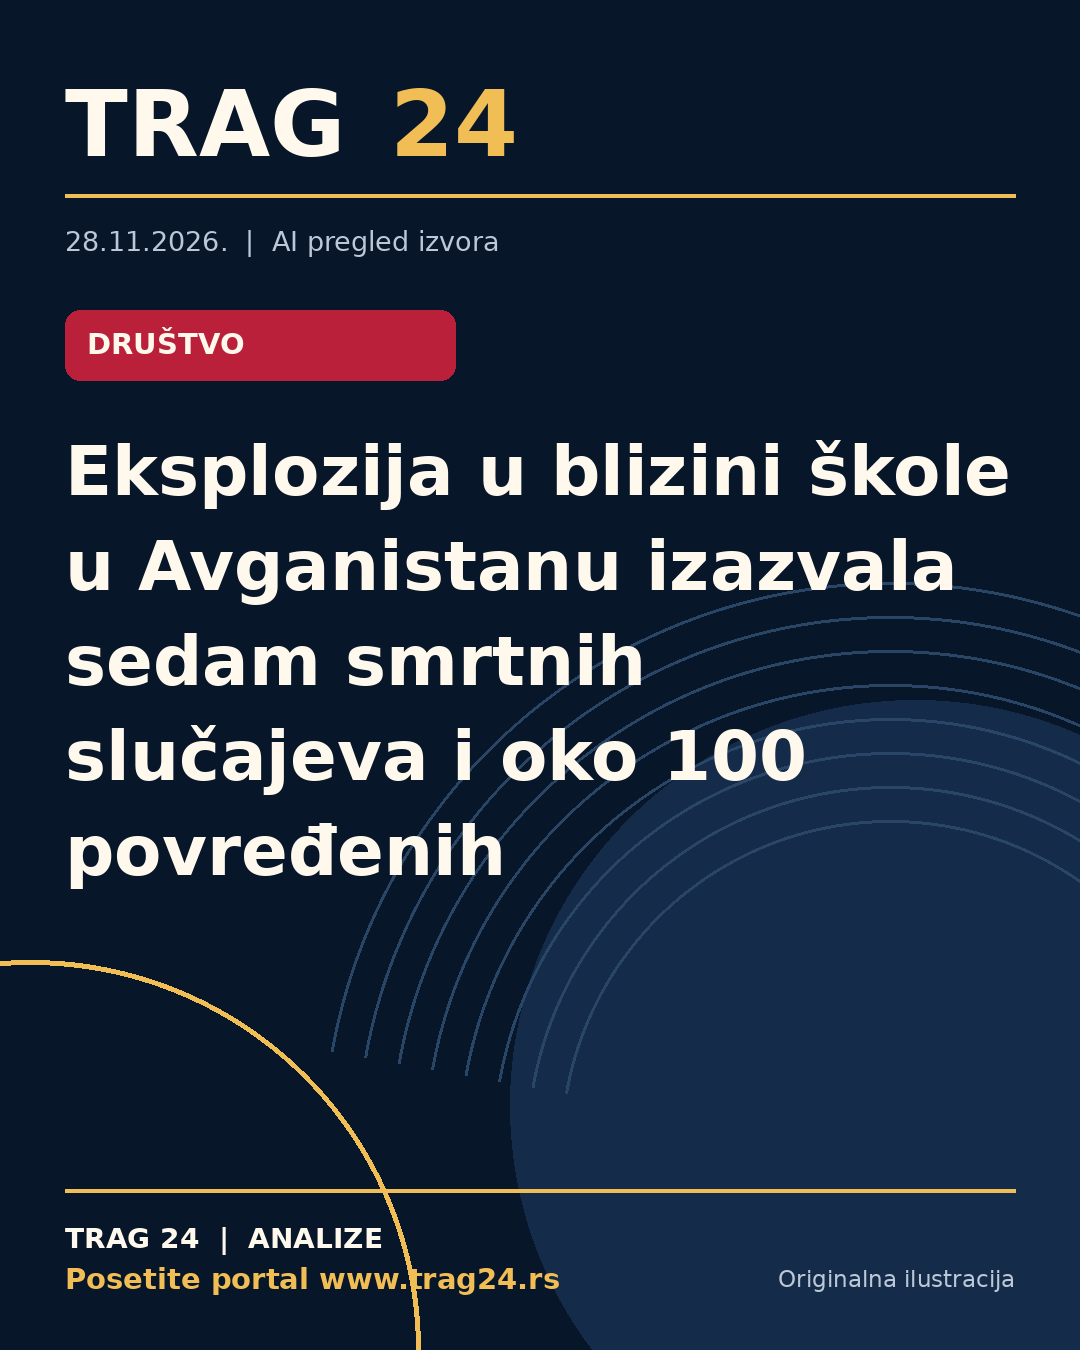 TRAG 24
28.11.2026. | AI pregled izvora
DRUŠTVO
Eksplozija u blizini škole
u Avganistanu izazvala
sedam smrtnih
slučajeva i oko 100
povređenih
TRAG 24 | ANALIZE
Posetite portal www.trag24.rs
Originalna ilustracija